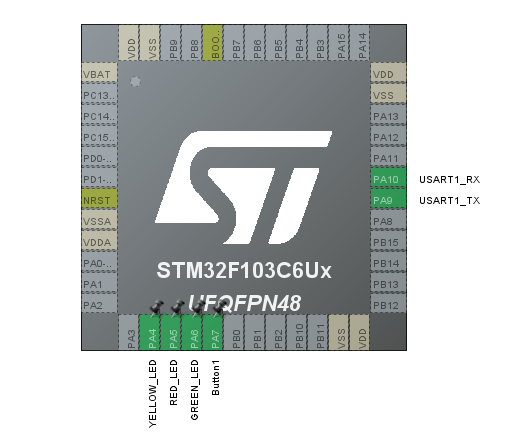 VDD
VSS
PB9
PB8
BOO..
PB7
PB6
PB5
PB4
PB3
PA15
PA14
VBAT
PC13..
PC14..
PC15..
PD0-..
PD1-..
NRST
VSSA
VDDA
PA0-..
PA1
PA2
VDD
VSS
PA13
PA12
PA11
PA10 USART1_RX
PA9 USART1_TX
PA8
PB15
PB14
PB13
PB12
STM32F103C6Ux
UFQFPN48
PA3
PA4
PA5
PA6
PA7
PB0
PB1
PB2
PB10
PB11
VSS
VDD
YELLOW_LED
RED_LED
GREEN_LED
Button1